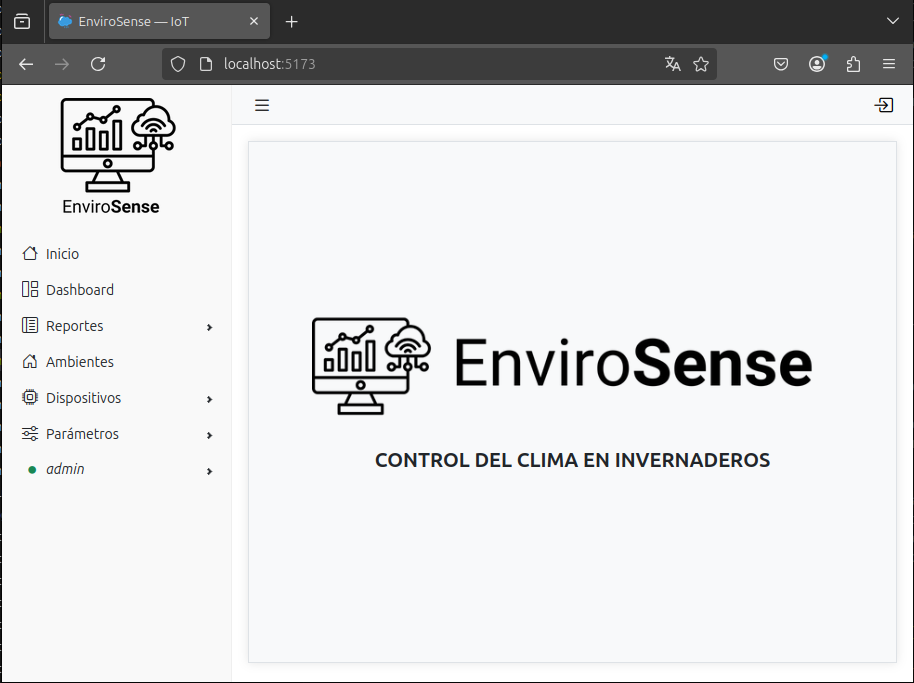 EnviroSense — IoT
localhost:5173
EnviroSense
Inicio
Dashboard
Reportes
Ambientes
Dispositivos
Parámetros
admin
EnviroSense
CONTROL DEL CLIMA EN INVERNADEROS